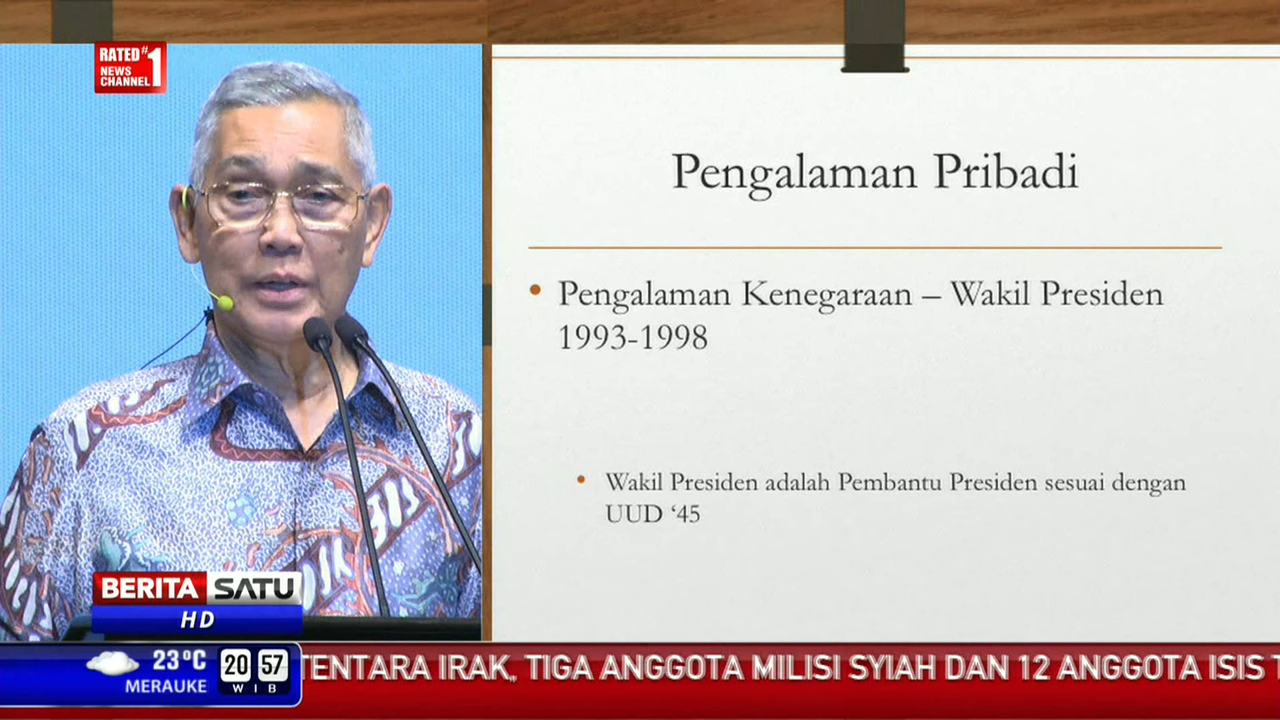 RATED #1
NEWS
CHANNEL
Pengalaman Pribadi
• Pengalaman Kenegaraan – Wakil Presiden
1993-1998
• Wakil Presiden adalah Pembantu Presiden sesuai dengan
UUD ‘45
BERITA SATU
HD
23°C
MERAUKE
20 57
WIB
TENTARA IRAK, TIGA ANGGOTA MILISI SYIAH DAN 12 ANGGOTA ISIS T